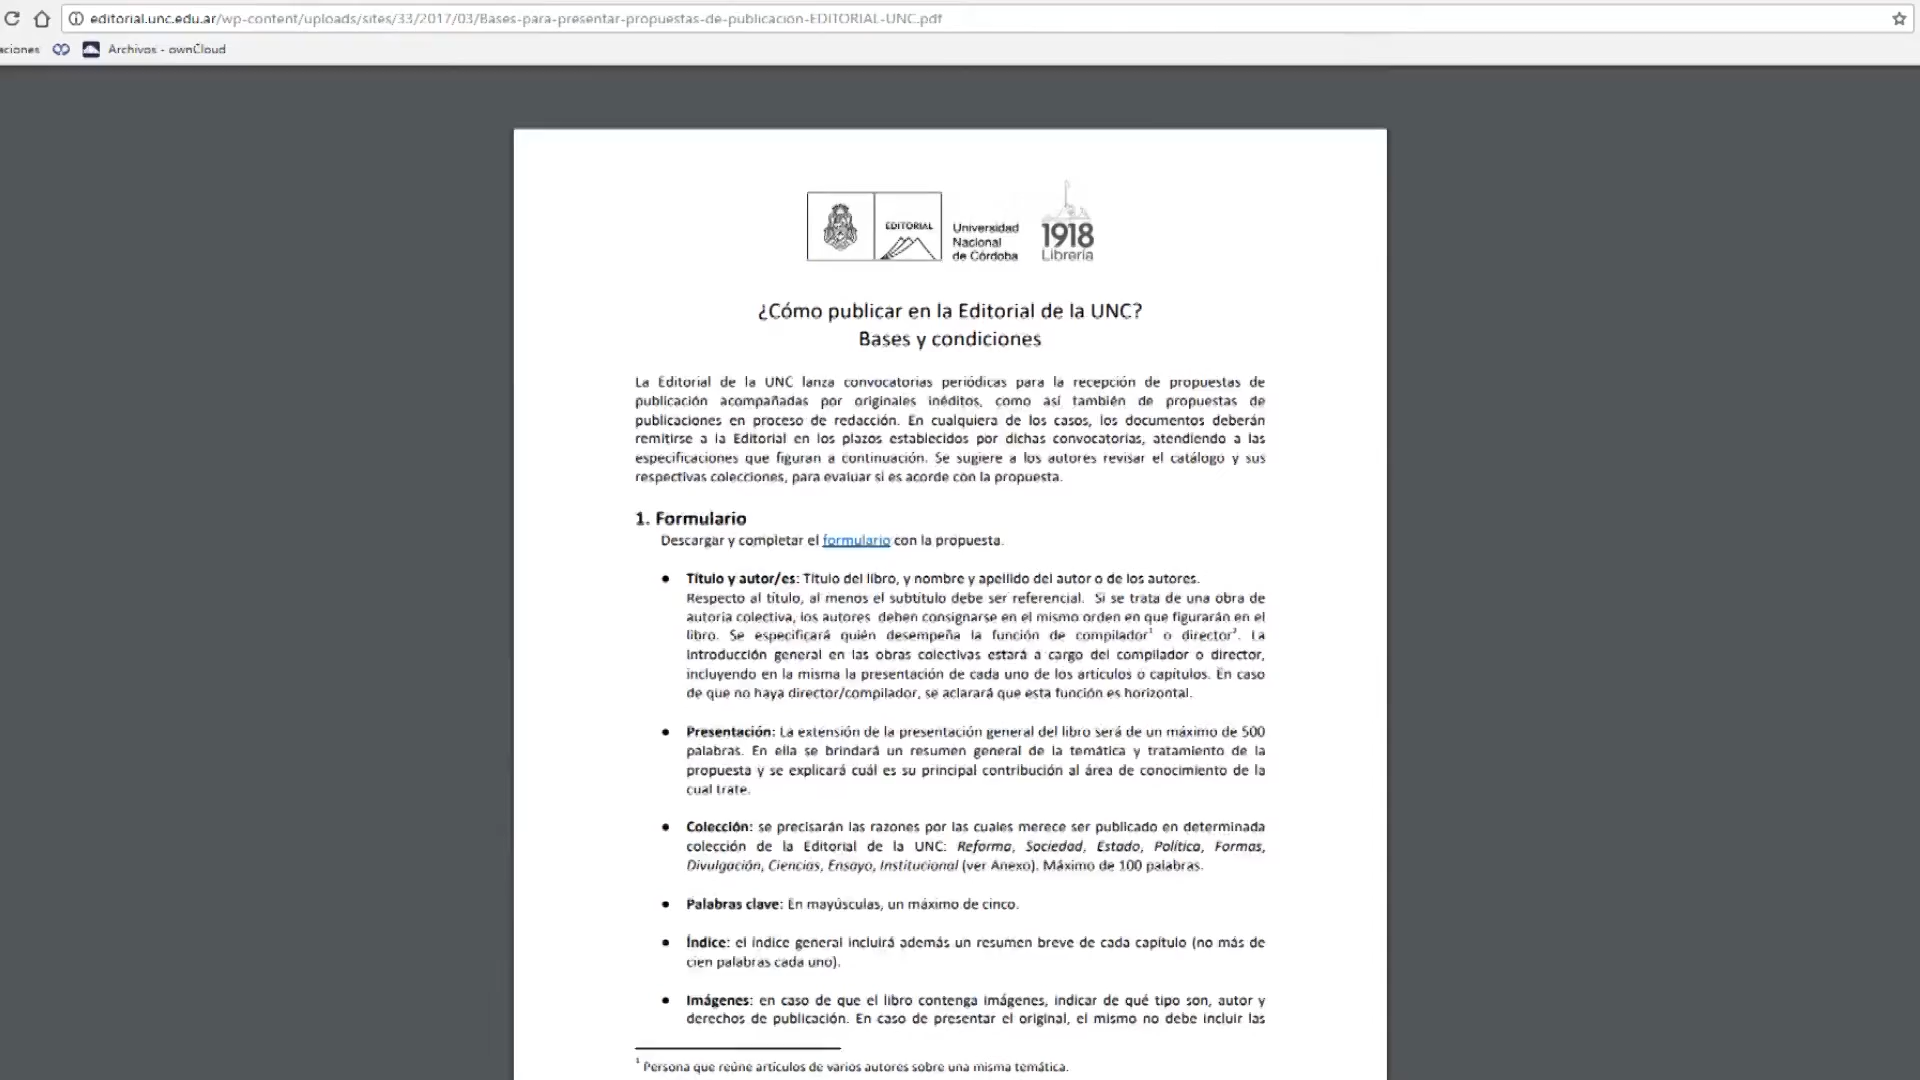 editorial.unc.edu.ar/wp-content/uploads/sites/33/2017/03/Bases-para-presentar-propuestas-de-publicacion-EDITORIAL-UNC.pdf
aciones Archivos - ownCloud
EDITORIAL
Universidad
Nacional
de Córdoba
1918
Librería
¿Cómo publicar en la Editorial de la UNC?
Bases y condiciones
La Editorial de la UNC lanza convocatorias periódicas para la recepción de propuestas de
publicación acompañadas por originales inéditos, como así también de propuestas de
publicaciones en proceso de redacción. En cualquiera de los casos, los documentos deberán
remitirse a la Editorial en los plazos establecidos por dichas convocatorias, atendiendo a las
especificaciones que figuran a continuación. Se sugiere a los autores revisar el catálogo y sus
respectivas colecciones, para evaluar si es acorde con la propuesta.
1. Formulario
Descargar y completar el formulario con la propuesta.
● Título y autor/es: Título del libro, y nombre y apellido del autor o de los autores.
Respecto al título, al menos el subtítulo debe ser referencial. Si se trata de una obra de
autoría colectiva, los autores deben consignarse en el mismo orden en que figurarán en el
libro. Se especificará quién desempeña la función de compilador¹ o director². La
introducción general en las obras colectivas estará a cargo del compilador o director,
incluyendo en la misma la presentación de cada uno de los artículos o capítulos. En caso
de que no haya director/compilador, se aclarará que esta función es horizontal.
● Presentación: La extensión de la presentación general del libro será de un máximo de 500
palabras. En ella se brindará un resumen general de la temática y tratamiento de la
propuesta y se explicará cuál es su principal contribución al área de conocimiento de la
cual trate.
● Colección: se precisarán las razones por las cuales merece ser publicado en determinada
colección de la Editorial de la UNC: Reforma, Sociedad, Estado, Política, Formas,
Divulgación, Ciencias, Ensayo, Institucional (ver Anexo). Máximo de 100 palabras.
● Palabras clave: En mayúsculas, un máximo de cinco.
● Índice: el índice general incluirá además un resumen breve de cada capítulo (no más de
cien palabras cada uno).
● Imágenes: en caso de que el libro contenga imágenes, indicar de qué tipo son, autor y
derechos de publicación. En caso de presentar el original, el mismo no debe incluir las
¹ Persona que reúne artículos de varios autores sobre una misma temática.